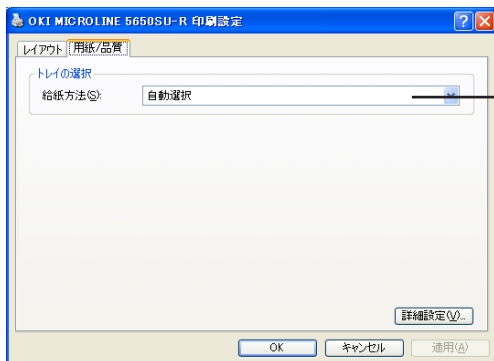 OKI MICROLINE 5650SU-R 印刷設定
レイアウト 用紙/品質
トレイの選択
給紙方法(S): 自動選択
詳細設定(V)...
OK キャンセル 適用(A)